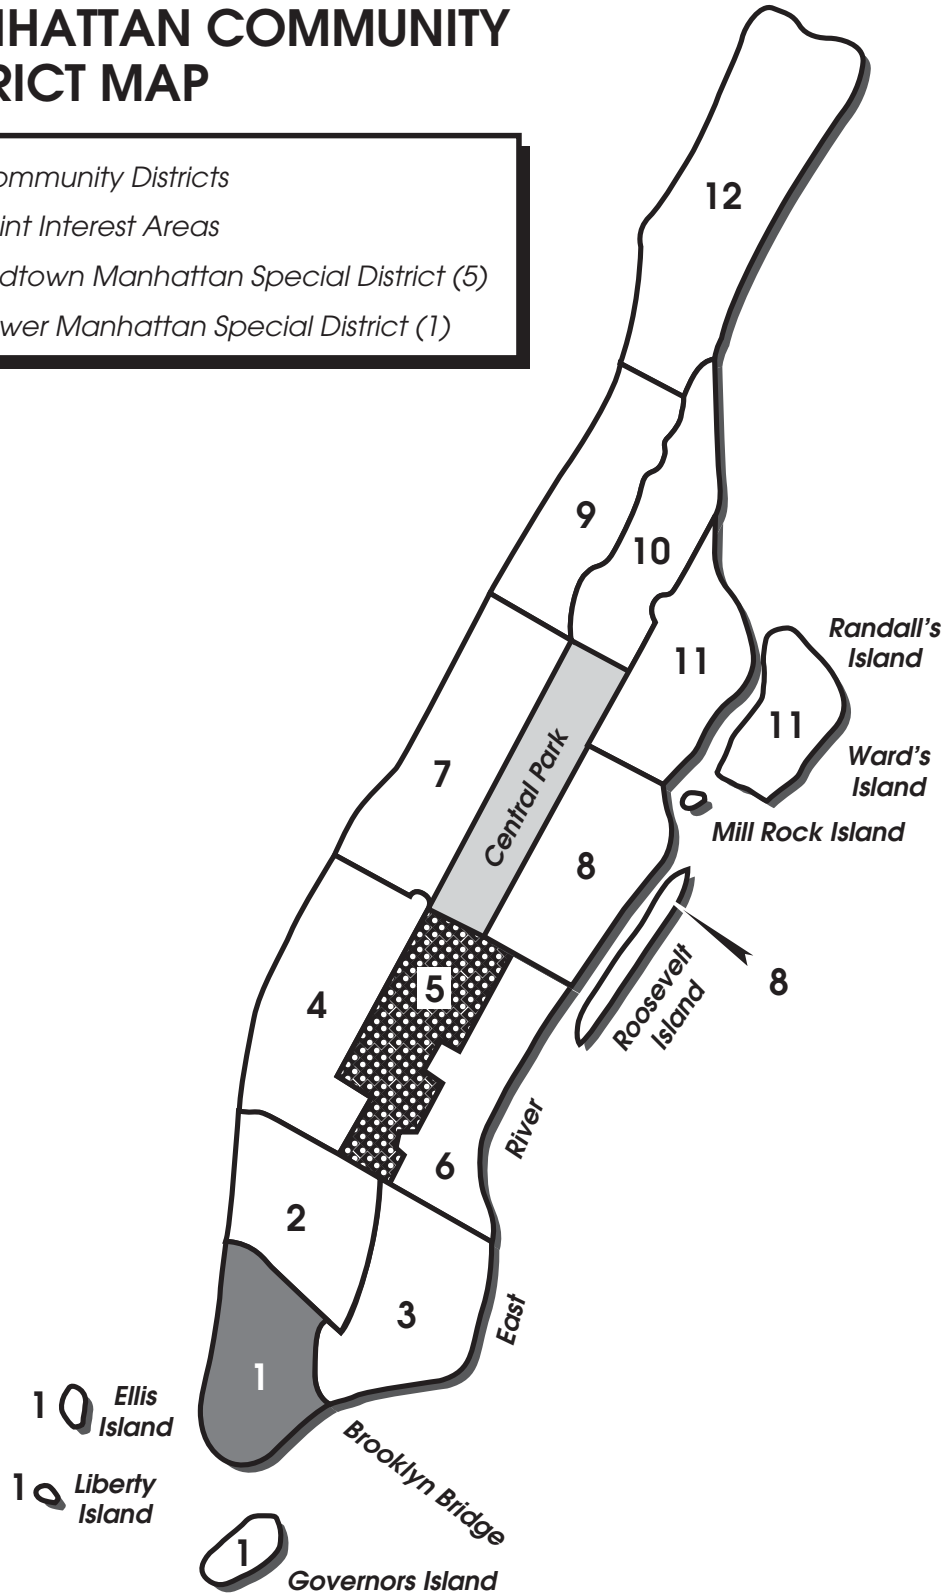 NHATTAN COMMUNITY
RICT MAP
ommunity Districts
int Interest Areas
dtown Manhattan Special District (5)
wer Manhattan Special District (1)
12
9
10
11
Randall's
Island
11
Ward's
Island
7
Central Park
Mill Rock Island
8
5
4
8
Roosevelt
Island
River
6
2
3
East
1
1
Ellis
Island
Brooklyn Bridge
1
Liberty
Island
1
Governors Island